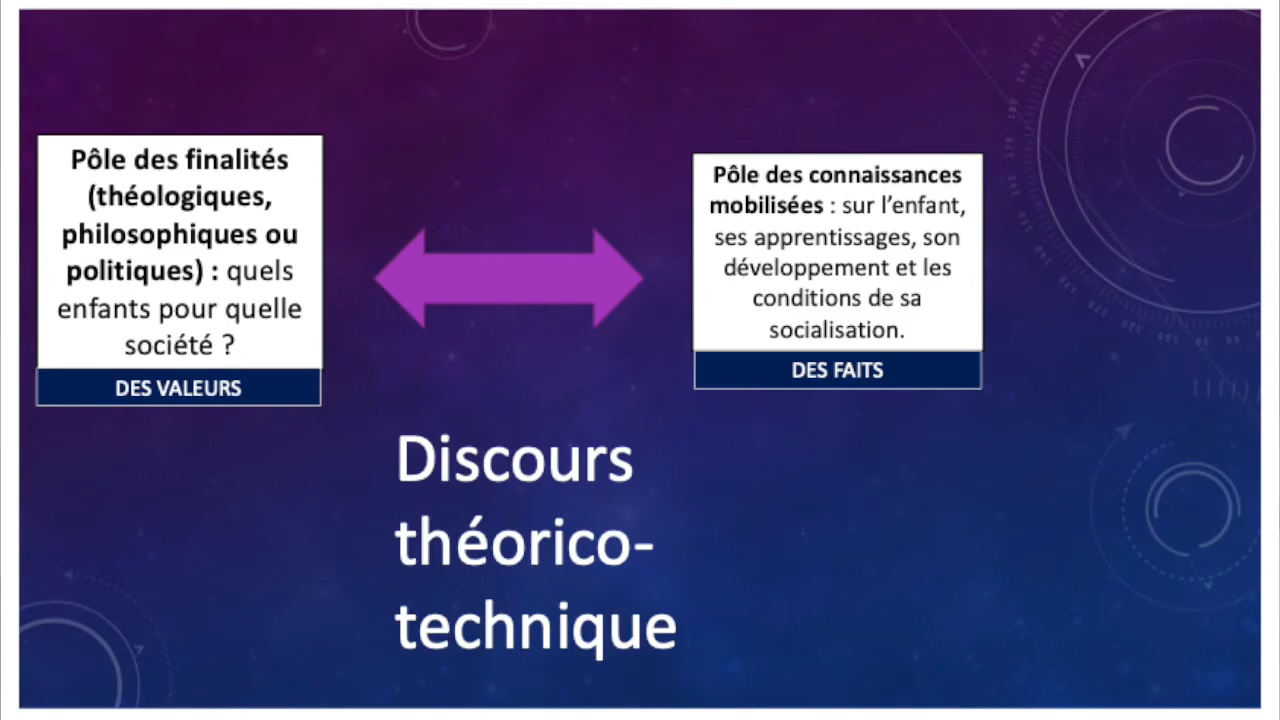 Pôle des finalités
(théologiques,
philosophiques ou
politiques) : quels
enfants pour quelle
société ?
DES VALEURS
Pôle des connaissances
mobilisées : sur l’enfant,
ses apprentissages, son
développement et les
conditions de sa
socialisation.
DES FAITS
Discours
théorico-
technique